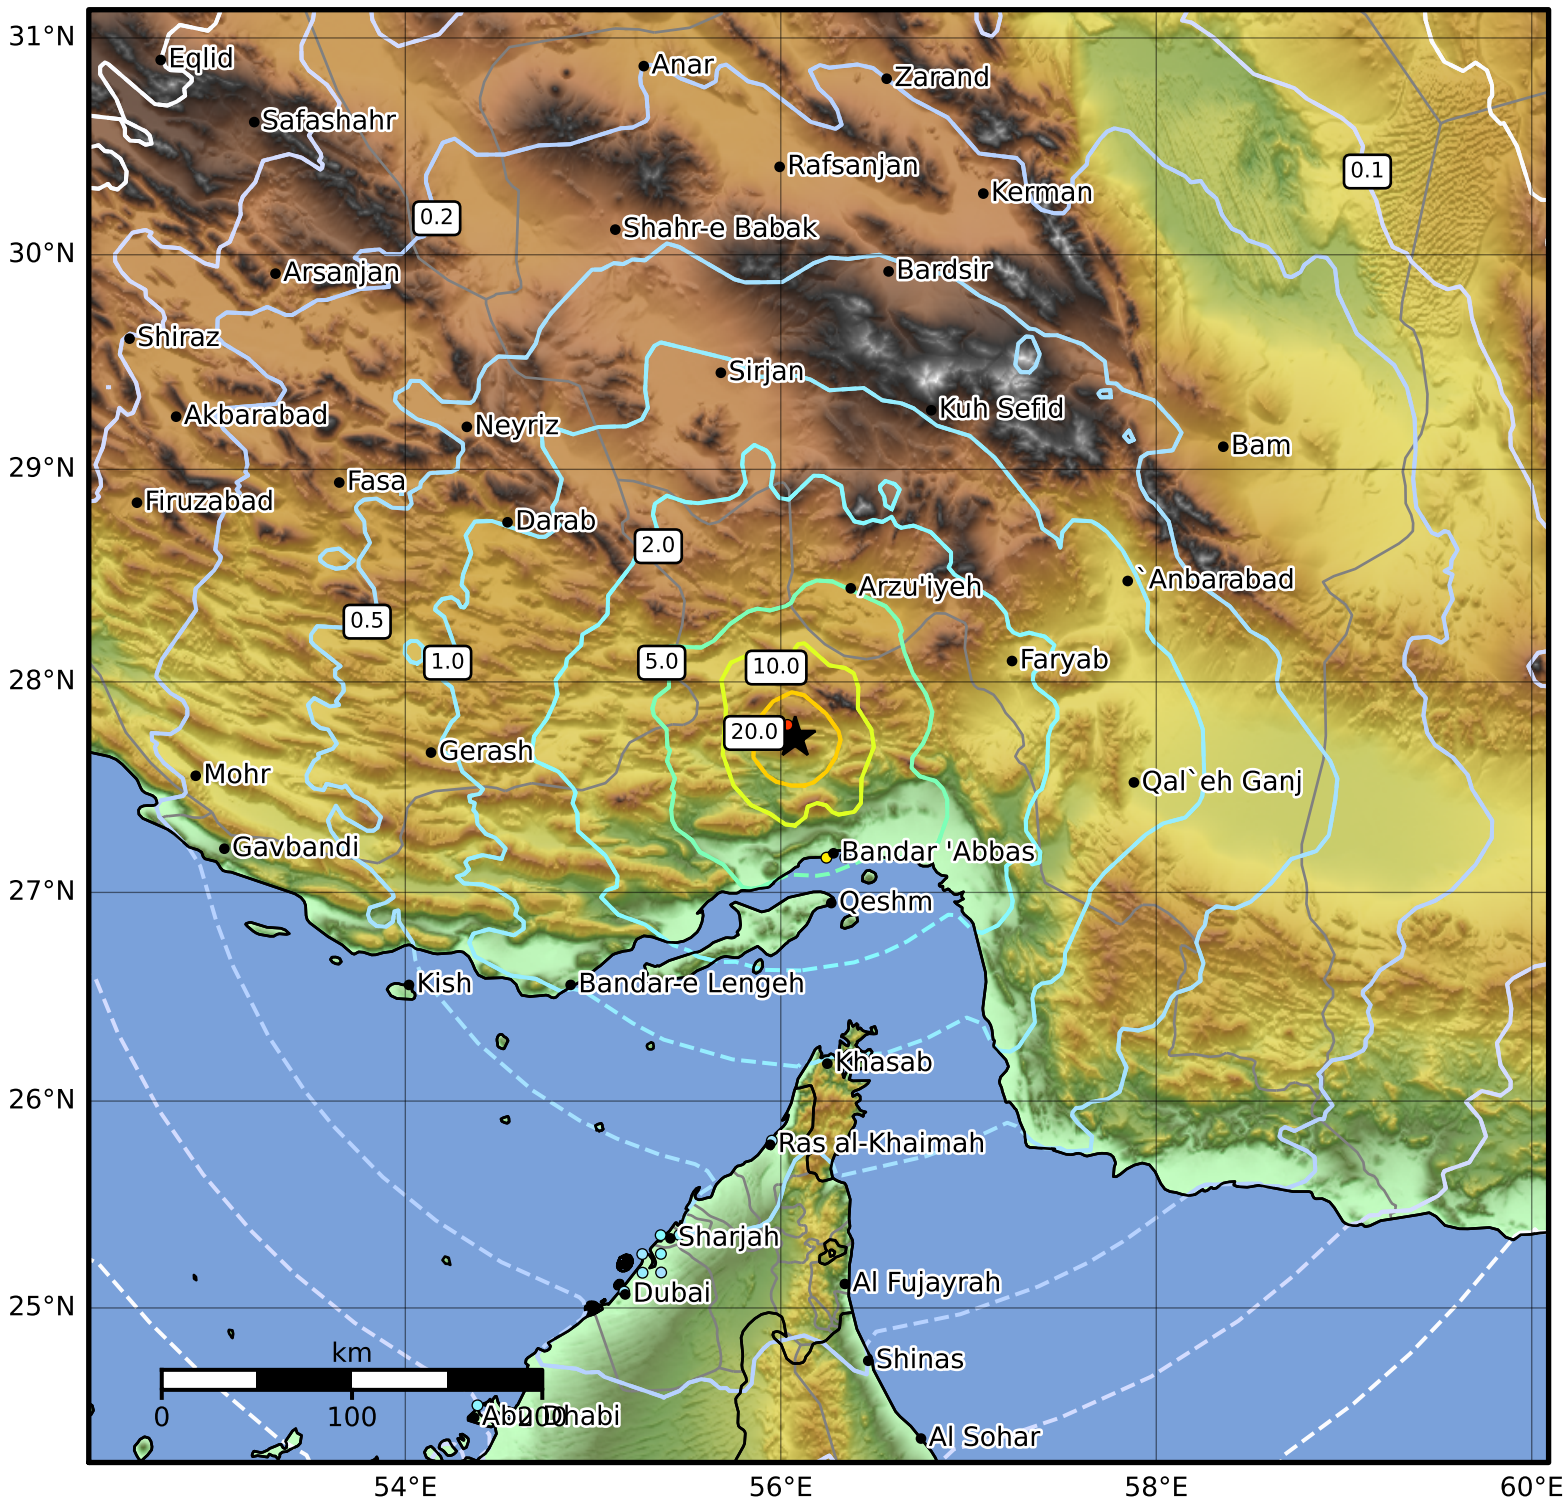 31°N
Eqlid
Anar
Zarand
Safashahr
Rafsanjan
0.1
Kerman
0.2
Shahr-e Babak
30°N
Arsanjan
Bardsir
Shiraz
Sirjan
Akbarabad
Kuh Sefid
Neyriz
Bam
29°N
Fasa
Firuzabad
Darab
2.0
Arzu'iyeh
`Anbarabad
0.5
1.0
5.0
10.0
Faryab
28°N
20.0
Gerash
Mohr
Qal`eh Ganj
Gavbandi
Bandar 'Abbas
27°N
Qeshm
Kish
Bandar-e Lengeh
Khasab
26°N
Ras al-Khaimah
Sharjah
Al Fujayrah
Dubai
25°N
km
Shinas
0
100
200
Abu Dhabi
Al Sohar
54°E
56°E
58°E
60°E